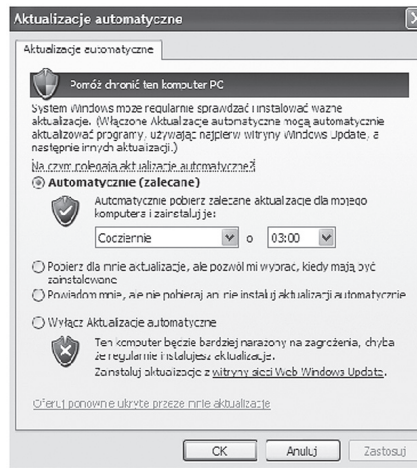 Aktualizacje automatyczne
Aktualizacje automatyczne
Pomóż chronić ten komputer PC
System Windows może regularnie sprawdzać i instalować ważne
aktualizacje. (Włączone Aktualizacje automatyczne mogą automatycznie
aktualizować programy, używając najpierw witryny Windows Update, a
następnie innych aktualizacji.)
Na czym polegają aktualizacje automatyczne?
Automatycznie (zalecane)
Automatycznie pobierz zalecane aktualizacje dla mojego
komputera i zainstaluj je:
Codziennie o 03:00
Pobierz dla mnie aktualizacje, ale pozwól mi wybrać, kiedy mają być
zainstalowane
Powiadom mnie, ale nie pobieraj ani nie instaluj aktualizacji automatycznie
Wyłącz Aktualizacje automatyczne
Ten komputer będzie bardziej narażony na zagrożenia, chyba
że regularnie instalujesz aktualizacje.
Zainstaluj aktualizacje z witryny sieci Web Windows Update.
Oferuj ponownie ukryte przeze mnie aktualizacje
OK Anuluj Zastosuj